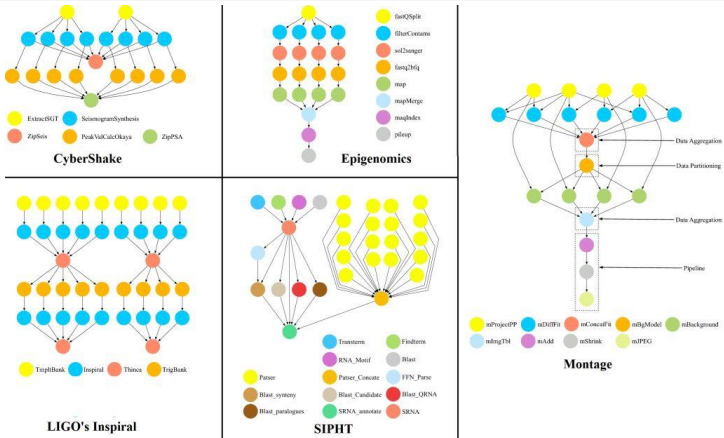 ExtractSGT
SeismogramSynthesis
ZipSeis
PeakValCalcOkaya
ZipPSA
CyberShake
fastQSplit
filterContams
sol2sanger
fastq2bfq
map
mapMerge
maqIndex
pileup
Epigenomics
TmpltBank
Inspiral
Thinca
TrigBank
LIGO's Inspiral
Transterm
Findterm
RNA_Motif
Blast
Patser
Patser_Concate
FFN_Parse
Blast_synteny
Blast_Candidate
Blast_QRNA
Blast_paralogues
SRNA_annotate
SRNA
SIPHT
Data Aggregation
Data Partitioning
Data Aggregation
Pipeline
mProjectPP
mDiffFit
mConcatFit
mBgModel
mBackground
mImgTbl
mAdd
mShrink
mJPEG
Montage